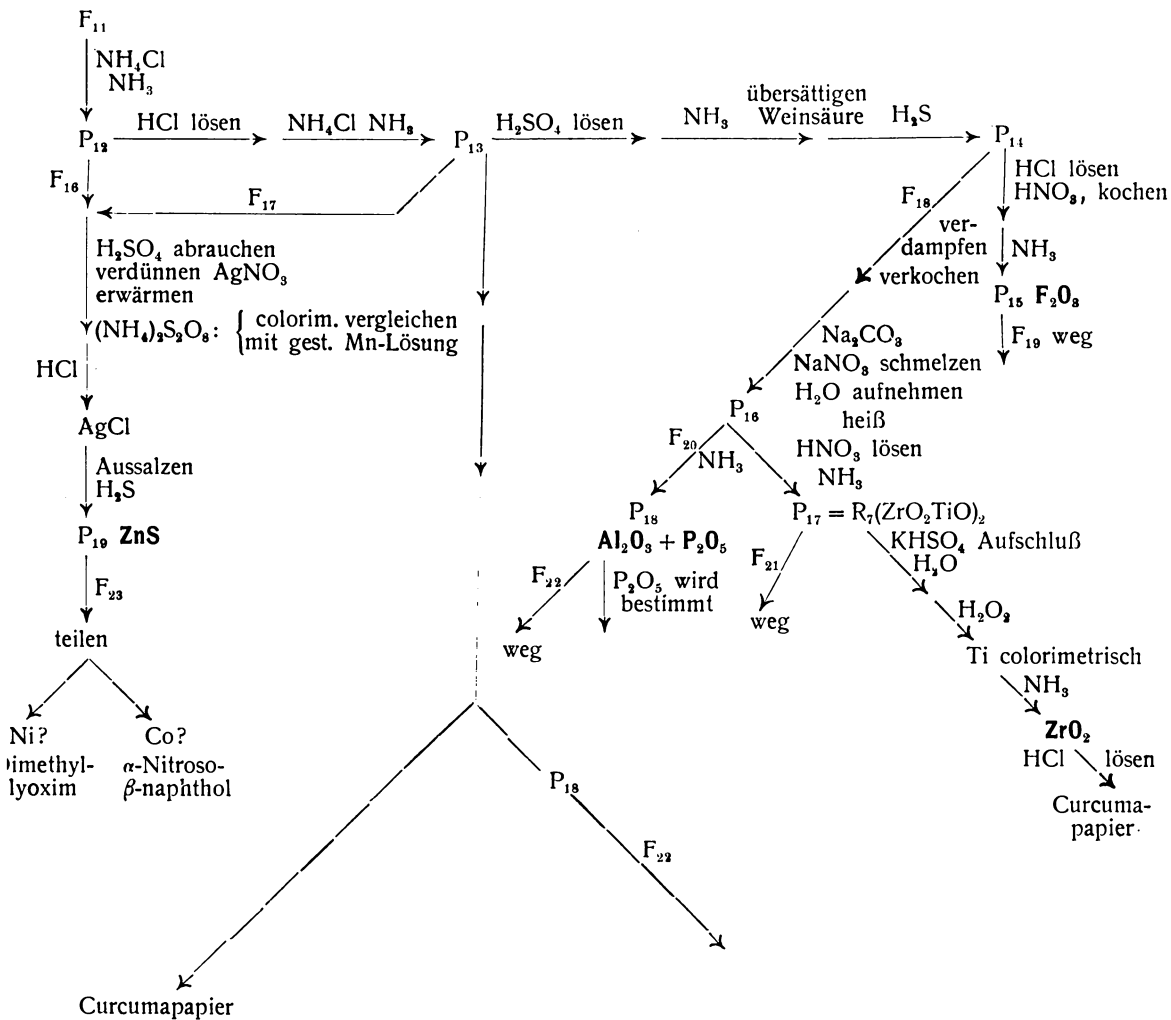 F₁₁
NH₄Cl
NH₃
P₁₂ HCl lösen NH₄Cl NH₃ P₁₃ H₂SO₄ lösen NH₃ übersättigen
Weinsäure H₂S P₁₄
F₁₆
F₁₇
H₂SO₄ abrauchen
verdünnen AgNO₃
erwärmen
(NH₄)₂S₂O₈: { colorim. vergleichen
mit gest. Mn-Lösung
HCl
AgCl
Aussalzen
H₂S
P₁₉ ZnS
F₂₃
teilen
Ni?
imethyl-
lyoxim
Co?
α-Nitroso-
β-naphthol
HCl lösen
HNO₃, kochen
NH₃
P₁₅ F₂O₃
F₁₉ weg
F₁₈
ver-
dampfen
verkochen
Na₂CO₃
NaNO₃ schmelzen
H₂O aufnehmen
heiß
P₁₆
F₂₀
NH₃
HNO₃ lösen
NH₃
P₁₈
Al₂O₃ + P₂O₅
F₂₂
weg
P₂O₅ wird
bestimmt
P₁₇ = R₇(ZrO₂TiO)₂
F₂₁
weg
KHSO₄ Aufschluß
H₂O
H₂O₂
Ti colorimetrisch
NH₃
ZrO₂
HCl lösen
Curcuma-
papier
P₁₈
F₂₂
Curcumapapier